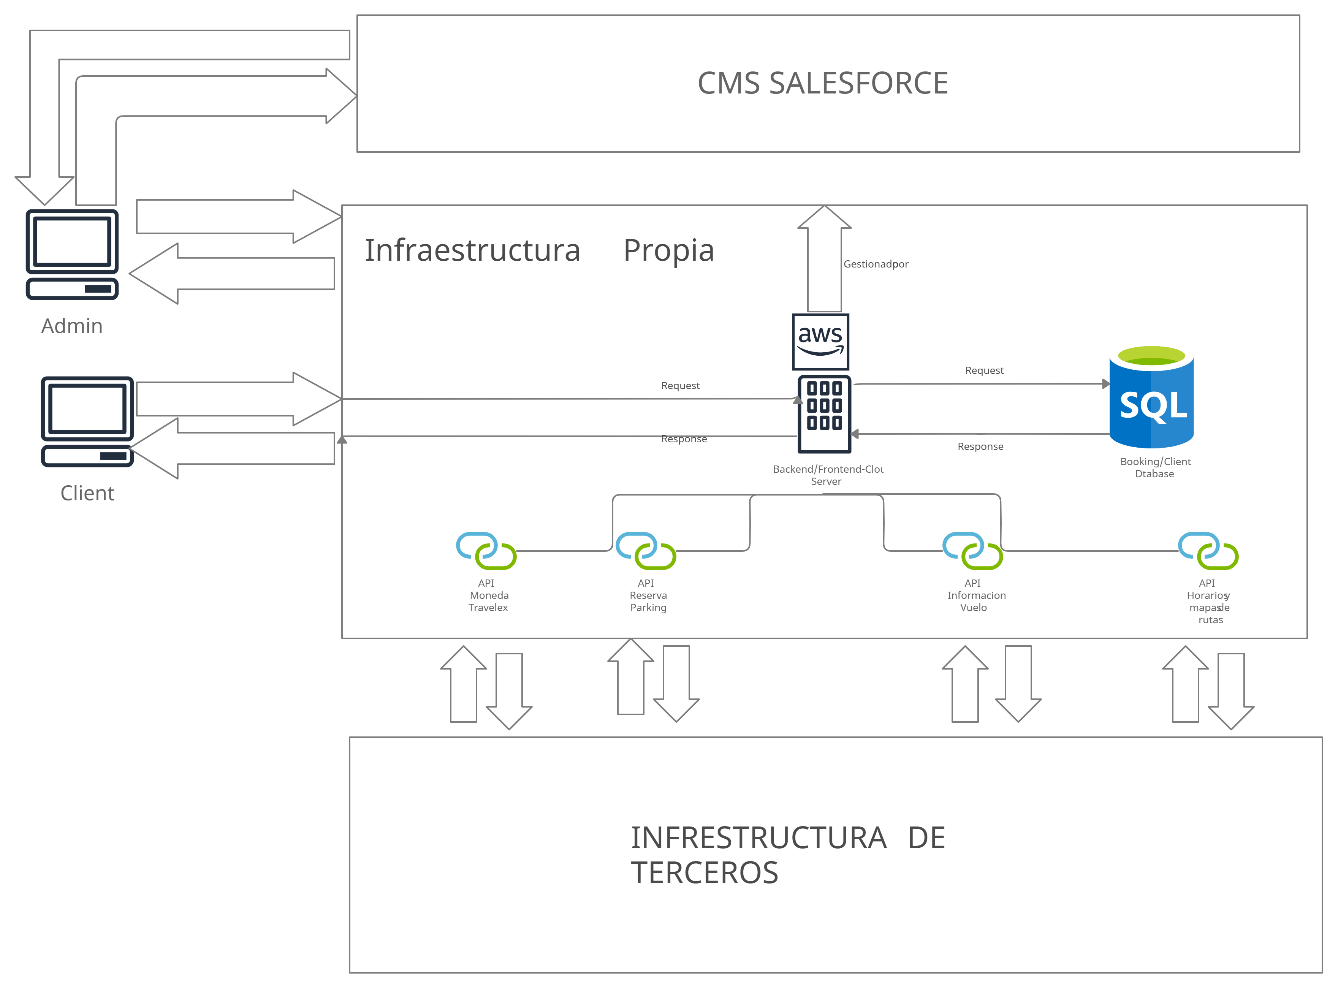 CMS SALESFORCE
Infraestructura Propia
Gestionadpor
aws
Admin
Request
Request
SQL
Response
Response
Booking/Client
Dtabase
Backend/Frontend-Clou
Server
Client
API
Moneda
Travelex
API
Reserva
Parking
API
Informacion
Vuelo
API
Horariosy
mapasde
rutas
INFRESTRUCTURA DE
TERCEROS